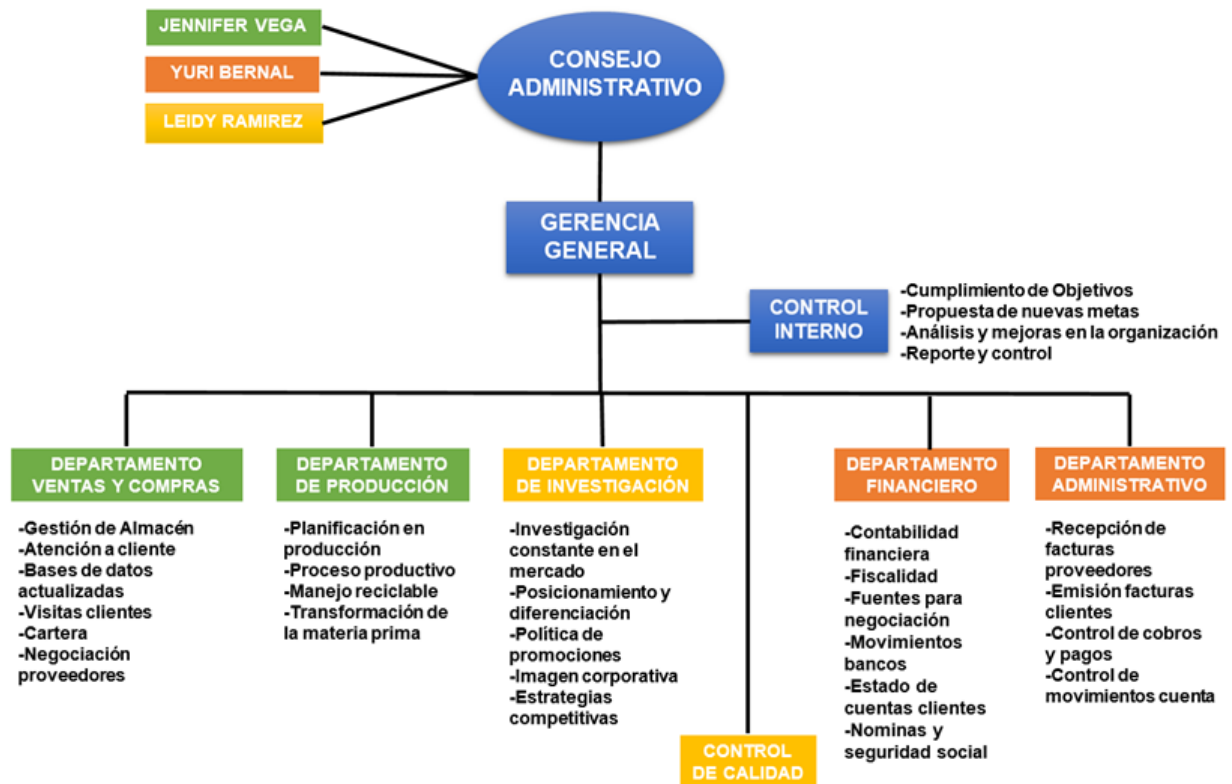 JENNIFER VEGA
YURI BERNAL
LEIDY RAMIREZ
CONSEJO
ADMINISTRATIVO
GERENCIA
GENERAL
CONTROL
INTERNO
-Cumplimiento de Objetivos
-Propuesta de nuevas metas
-Análisis y mejoras en la organización
-Reporte y control
DEPARTAMENTO
VENTAS Y COMPRAS
-Gestión de Almacén
-Atención a cliente
-Bases de datos
actualizadas
-Visitas clientes
-Cartera
-Negociación
proveedores
DEPARTAMENTO
DE PRODUCCIÓN
-Planificación en
producción
-Proceso productivo
-Manejo reciclable
-Transformación de
la materia prima
DEPARTAMENTO
DE INVESTIGACIÓN
-Investigación
constante en el
mercado
-Posicionamiento y
diferenciación
-Política de
promociones
-Imagen corporativa
-Estrategias
competitivas
CONTROL
DE CALIDAD
DEPARTAMENTO
FINANCIERO
-Contabilidad
financiera
-Fiscalidad
-Fuentes para
negociación
-Movimientos
bancos
-Estado de
cuentas clientes
-Nominas y
seguridad social
DEPARTAMENTO
ADMINISTRATIVO
-Recepción de
facturas
proveedores
-Emisión facturas
clientes
-Control de cobros
y pagos
-Control de
movimientos cuenta